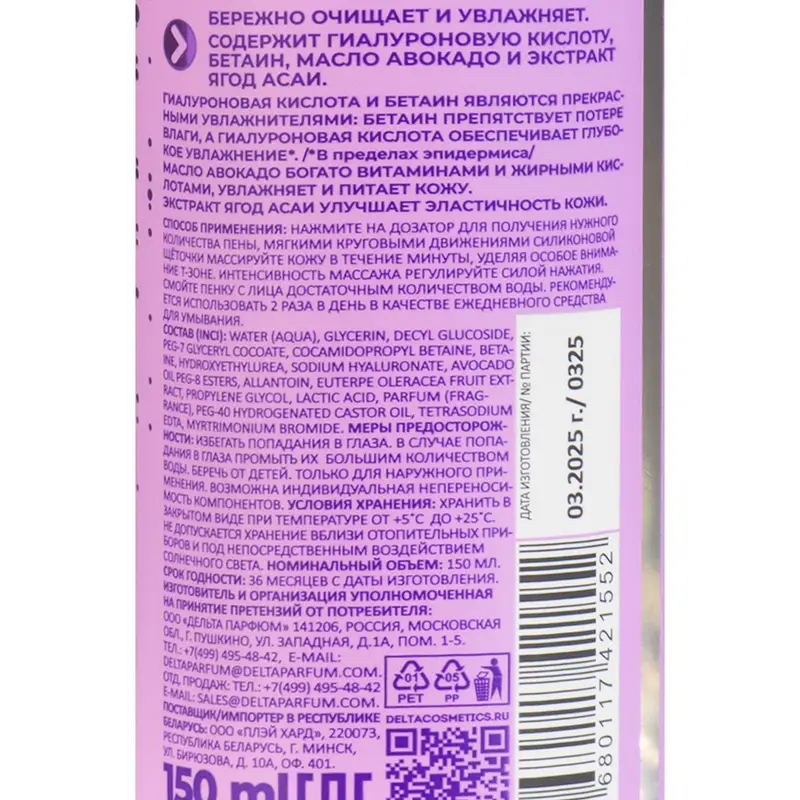 БЕРЕЖНО ОЧИЩАЕТ И УВЛАЖНЯЕТ.
СОДЕРЖИТ ГИАЛУРОНОВУЮ КИСЛОТУ,
БЕТАИН, МАСЛО АВОКАДО И ЭКСТРАКТ
ЯГОД АСАИ.
ГИАЛУРОНОВАЯ КИСЛОТА И БЕТАИН ЯВЛЯЮТСЯ ПРЕКРАС-
НЫМИ УВЛАЖНИТЕЛЯМИ: БЕТАИН ПРЕПЯТСТВУЕТ ПОТЕРЕ
ВЛАГИ, А ГИАЛУРОНОВАЯ КИСЛОТА ОБЕСПЕЧИВАЕТ ГЛУБО-
КОЕ УВЛАЖНЕНИЕ*. /*В пределах эпидермиса/
МАСЛО АВОКАДО БОГАТО ВИТАМИНАМИ И ЖИРНЫМИ КИС-
ЛОТАМИ, УВЛАЖНЯЕТ И ПИТАЕТ КОЖУ.
ЭКСТРАКТ ЯГОД АСАИ УЛУЧШАЕТ ЭЛАСТИЧНОСТЬ КОЖИ.
СПОСОБ ПРИМЕНЕНИЯ: НАЖМИТЕ НА ДОЗАТОР ДЛЯ ПОЛУЧЕНИЯ НУЖНОГО
КОЛИЧЕСТВА ПЕНЫ, МЯГКИМИ КРУГОВЫМИ ДВИЖЕНИЯМИ СИЛИКОНОВОЙ
ЩЁТОЧКИ МАССИРУЙТЕ КОЖУ В ТЕЧЕНИЕ МИНУТЫ, УДЕЛЯЯ ОСОБОЕ ВНИМА-
НИЕ Т-ЗОНЕ. ИНТЕНСИВНОСТЬ МАССАЖА РЕГУЛИРУЙТЕ СИЛОЙ НАЖАТИЯ.
СМОЙТЕ ПЕНКУ С ЛИЦА ДОСТАТОЧНЫМ КОЛИЧЕСТВОМ ВОДЫ. РЕКОМЕНДУ-
ЕТСЯ ИСПОЛЬЗОВАТЬ 2 РАЗА В ДЕНЬ В КАЧЕСТВЕ ЕЖЕДНЕВНОГО СРЕДСТВА
ДЛЯ УМЫВАНИЯ.
СОСТАВ (INCI): WATER (AQUA), GLYCERIN, DECYL GLUCOSIDE,
PEG-7 GLYCERYL COCOATE, COCAMIDOPROPYL BETAINE, BETA-
INE, HYDROXYETHYLUREA, SODIUM HYALURONATE, AVOCADO
OIL PEG-8 ESTERS, ALLANTOIN, EUTERPE OLERACEA FRUIT EXT-
RACT, PROPYLENE GLYCOL, LACTIC ACID, PARFUM (FRAG-
RANCE), PEG-40 HYDROGENATED CASTOR OIL, TETRASODIUM
EDTA, MYRTRIMONIUM BROMIDE. МЕРЫ ПРЕДОСТОРОЖ-
НОСТИ: ИЗБЕГАТЬ ПОПАДАНИЯ В ГЛАЗА. В СЛУЧАЕ ПОПА-
ДАНИЯ В ГЛАЗА ПРОМЫТЬ ИХ БОЛЬШИМ КОЛИЧЕСТВОМ
ВОДЫ. БЕРЕЧЬ ОТ ДЕТЕЙ. ТОЛЬКО ДЛЯ НАРУЖНОГО ПРИ-
МЕНЕНИЯ. ВОЗМОЖНА ИНДИВИДУАЛЬНАЯ НЕПЕРЕНОСИ-
МОСТЬ КОМПОНЕНТОВ. УСЛОВИЯ ХРАНЕНИЯ: ХРАНИТЬ В
ЗАКРЫТОМ ВИДЕ ПРИ ТЕМПЕРАТУРЕ ОТ +5°С ДО +25°С.
НЕ ДОПУСКАЕТСЯ ХРАНЕНИЕ ВБЛИЗИ ОТОПИТЕЛЬНЫХ ПРИ-
БОРОВ И ПОД НЕПОСРЕДСТВЕННЫМ ВОЗДЕЙСТВИЕМ
СОЛНЕЧНОГО СВЕТА. НОМИНАЛЬНЫЙ ОБЪЕМ: 150 МЛ.
СРОК ГОДНОСТИ: 36 МЕСЯЦЕВ С ДАТЫ ИЗГОТОВЛЕНИЯ.
ИЗГОТОВИТЕЛЬ И ОРГАНИЗАЦИЯ УПОЛНОМОЧЕННАЯ
НА ПРИНЯТИЕ ПРЕТЕНЗИЙ ОТ ПОТРЕБИТЕЛЯ:
ООО «ДЕЛЬТА ПАРФЮМ» 141206, РОССИЯ, МОСКОВСКАЯ
ОБЛ., Г. ПУШКИНО, УЛ. ЗАПАДНАЯ, Д.1А, ПОМ. 1-5.
ТЕЛ.:+7(499) 495-48-42, E-MAIL:
DELTAPARFUM@DELTAPARFUM.COM.
ОТД. ПРОДАЖ: ТЕЛ.:+7(499) 495-48-42
E-MAIL: SALES@DELTAPARFUM.COM.
ПОСТАВЩИК/ИМПОРТЕР В РЕСПУБЛИКЕ
БЕЛАРУСЬ: ООО «ПЛЭЙ ХАРД», 220073,
РЕСПУБЛИКА БЕЛАРУСЬ, Г. МИНСК,
УЛ. БИРЮЗОВА, Д. 10А, ОФ. 401.
150 ml
01
PET
05
PP
DELTACOSMETICS.RU
ДАТА ИЗГОТОВЛЕНИЯ/ № ПАРТИИ:
03.2025 г./ 0325
680117 421552